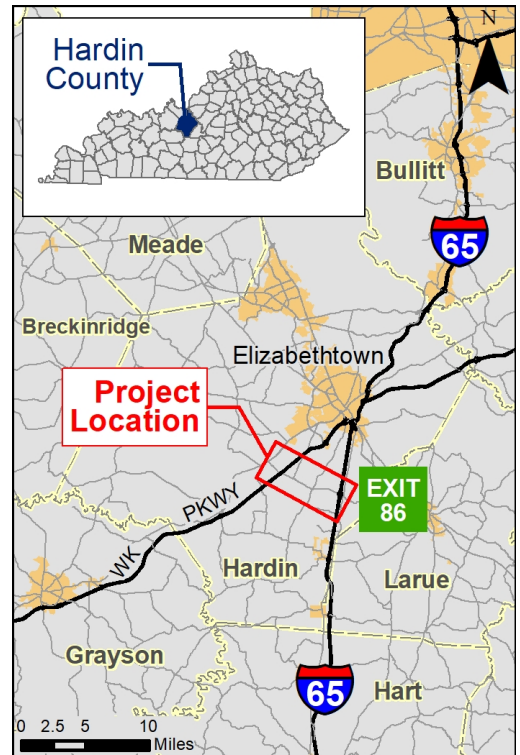 Hardin
County
N
Bullitt
65
Meade
Breckinridge
Elizabethtown
Project
Location
EXIT
86
WK PKWY
Hardin
Larue
Grayson
65
Hart
0 2.5 5 10
Miles